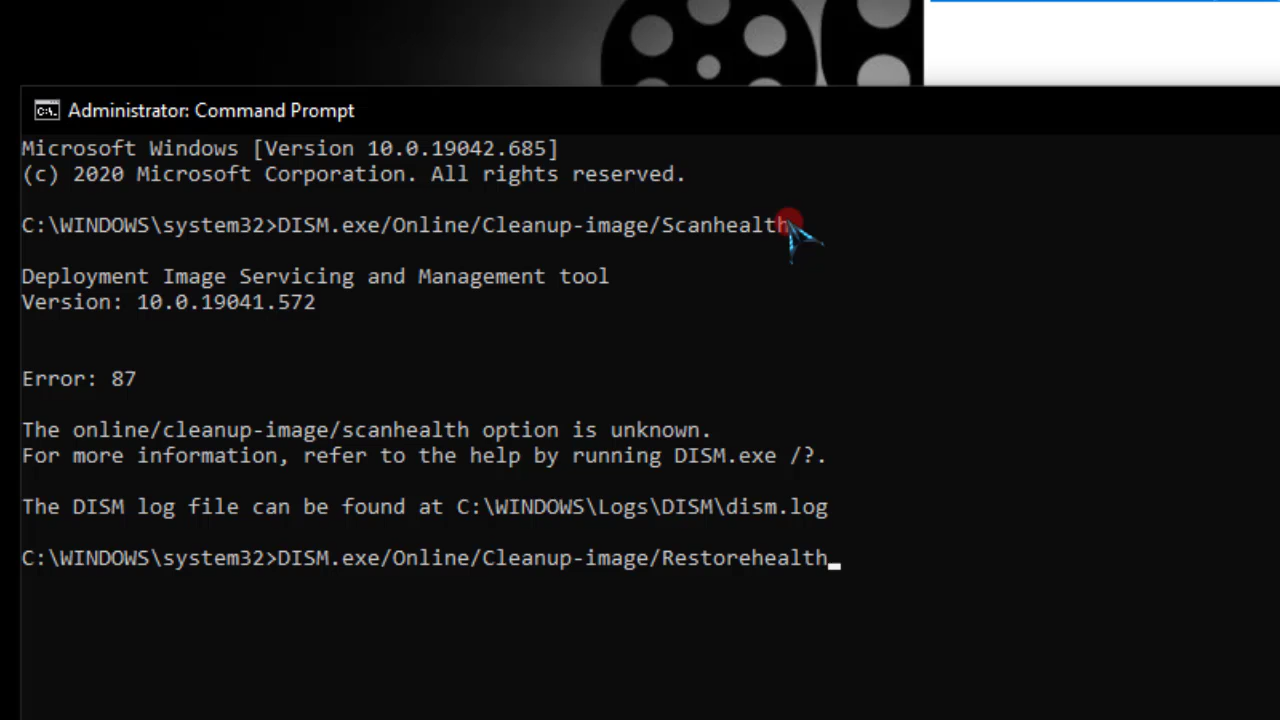 Administrator: Command Prompt
Microsoft Windows [Version 10.0.19042.685]
(c) 2020 Microsoft Corporation. All rights reserved.
C:\WINDOWS\system32>DISM.exe/Online/Cleanup-image/Scanhealth
Deployment Image Servicing and Management tool
Version: 10.0.19041.572
Error: 87
The online/cleanup-image/scanhealth option is unknown.
For more information, refer to the help by running DISM.exe /?.
The DISM log file can be found at C:\WINDOWS\Logs\DISM\dism.log
C:\WINDOWS\system32>DISM.exe/Online/Cleanup-image/Restorehealth